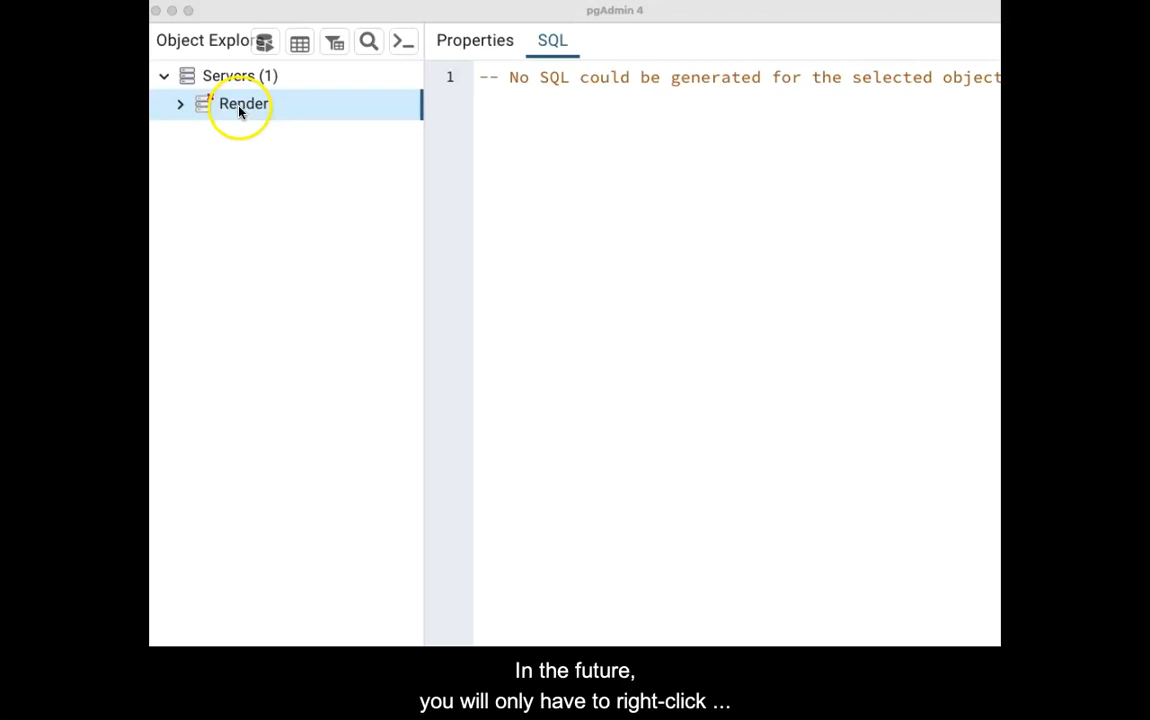 pgAdmin 4
Object Explor
Properties
SQL
Servers (1)
1 -- No SQL could be generated for the selected object
Render
In the future,
you will only have to right-click ...